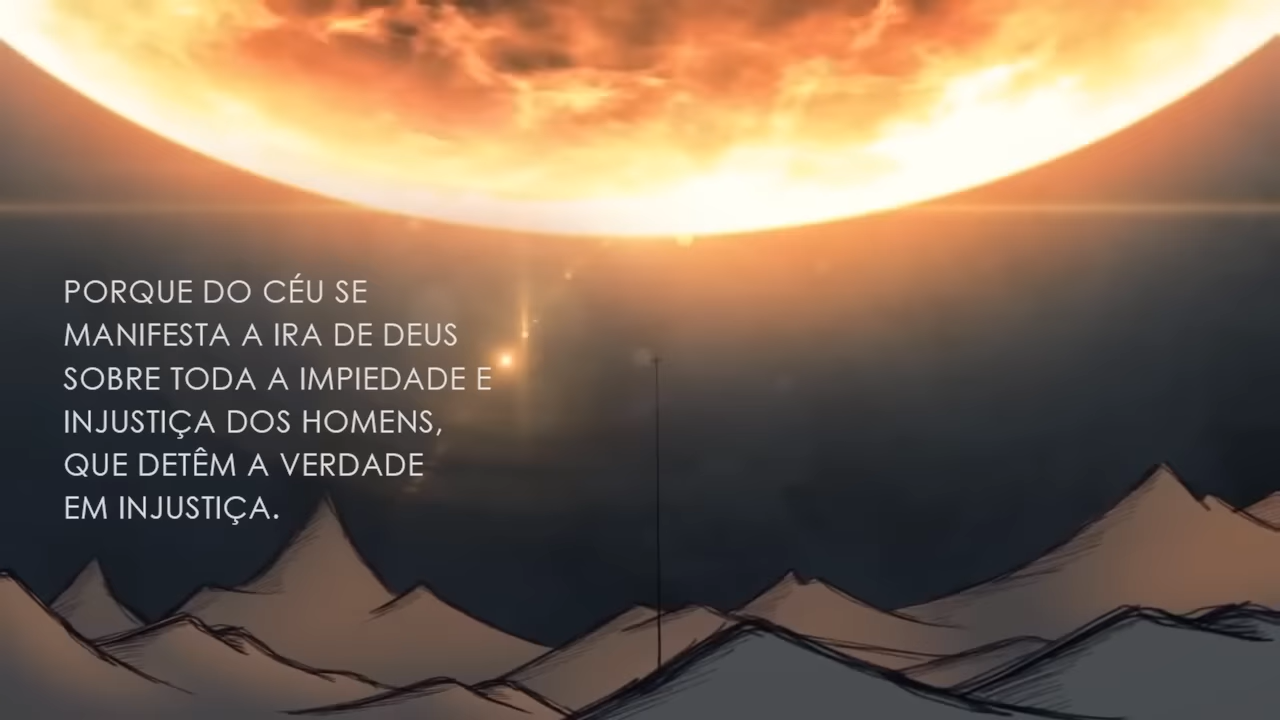 PORQUE DO CÉU SE
MANIFESTA A IRA DE DEUS
SOBRE TODA A IMPIEDADE E
INJUSTIÇA DOS HOMENS,
QUE DETÊM A VERDADE
EM INJUSTIÇA.